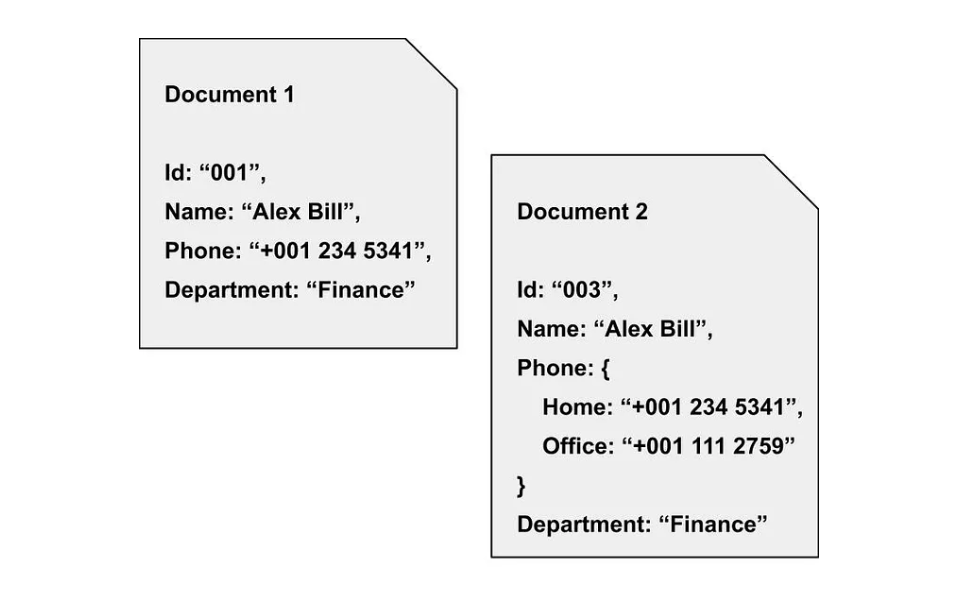 Document 1
Id: “001”,
Name: “Alex Bill”,
Phone: “+001 234 5341”,
Department: “Finance”
Document 2
Id: “003”,
Name: “Alex Bill”,
Phone: {
Home: “+001 234 5341”,
Office: “+001 111 2759”
}
Department: “Finance”